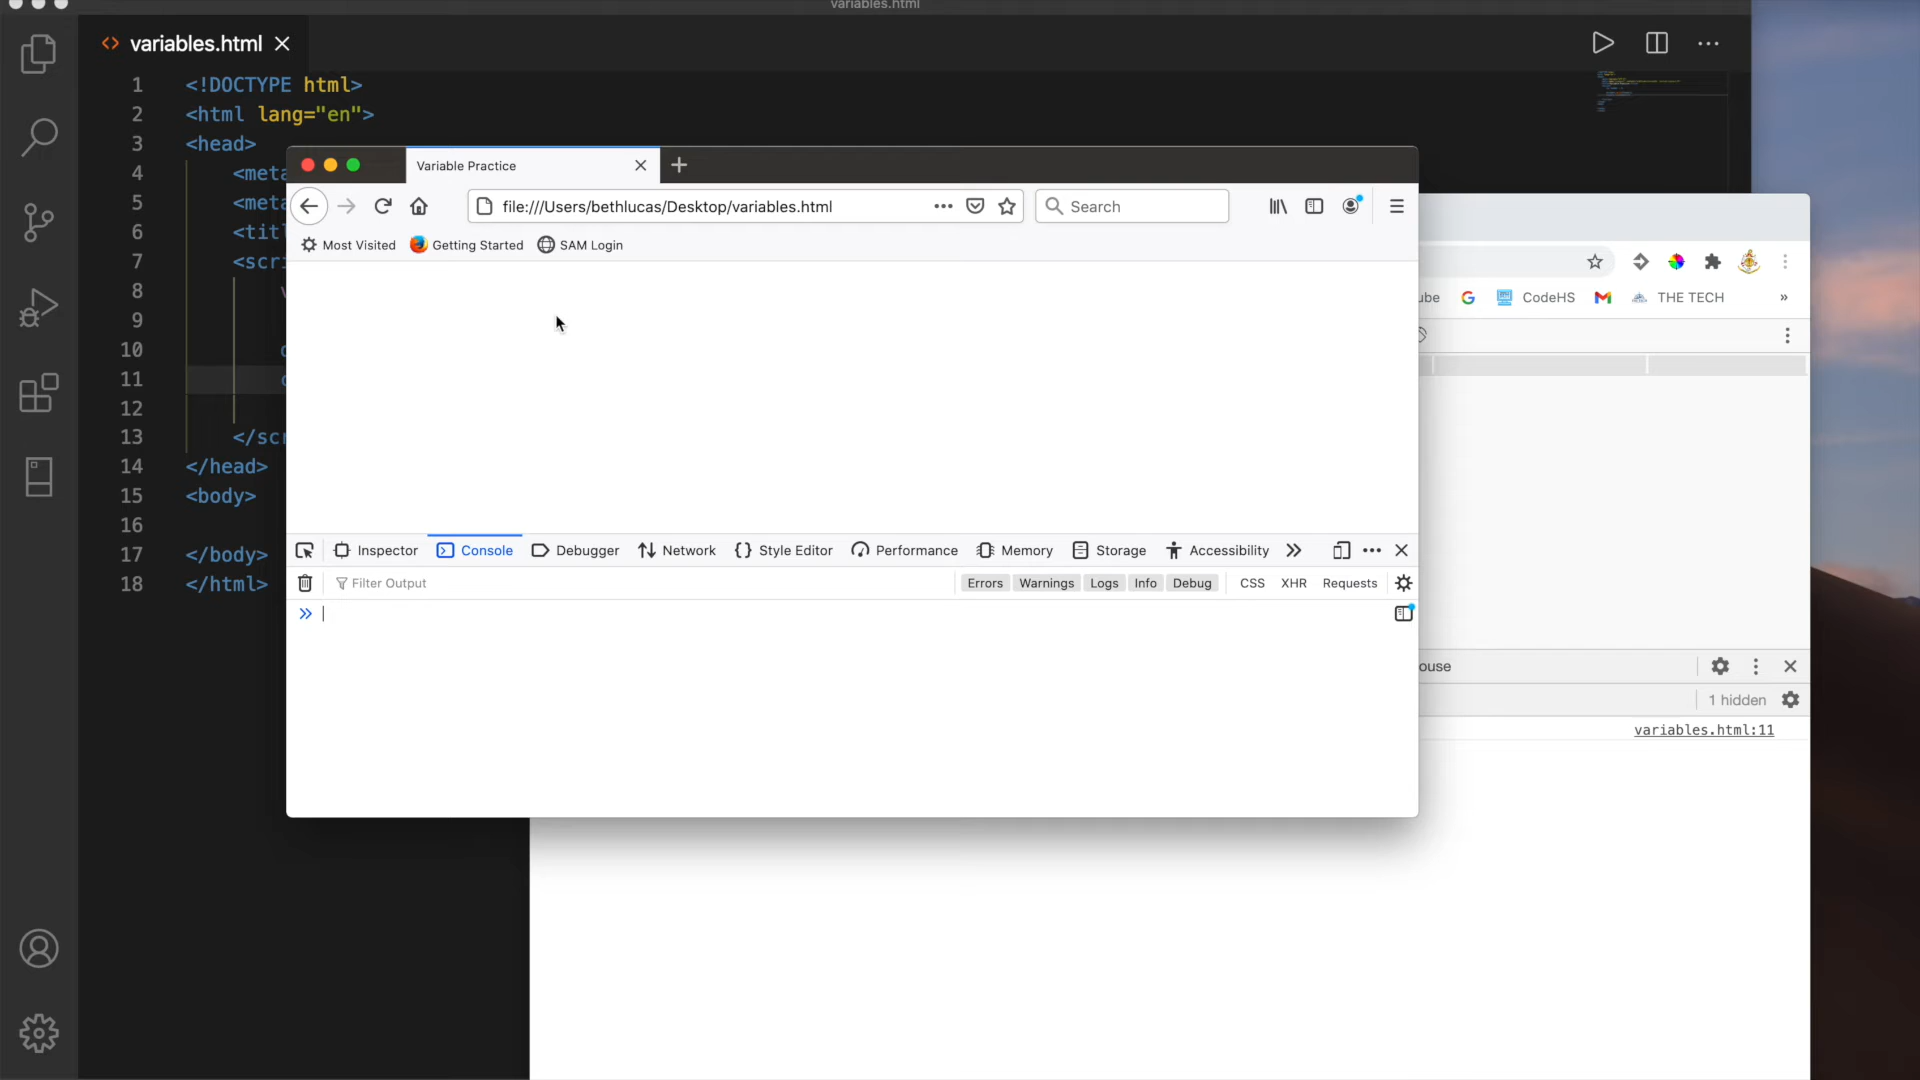 variables.html
variables.html
1 <!DOCTYPE html>
2 <html lang="en">
3 <head>
4 <meta
5 <meta
6 <titl
7 <scri
8
9
10
11
12
13 </scr
14 </head>
15 <body>
16
17 </body>
18 </html>
Variable Practice
file:///Users/bethlucas/Desktop/variables.html
Search
Most Visited Getting Started SAM Login
ube CodeHS THE TECH »
Inspector Console Debugger Network Style Editor Performance Memory Storage Accessibility
Filter Output Errors Warnings Logs Info Debug CSS XHR Requests
ouse
1 hidden
variables.html:11